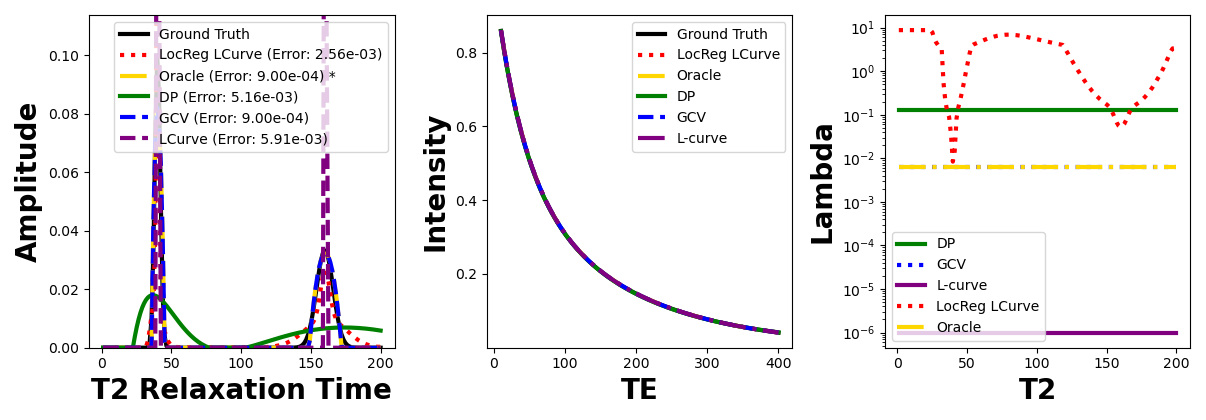 Amplitude
0.10
0.08
0.06
0.04
0.02
0.00
Ground Truth
LocReg LCurve (Error: 2.56e-03)
Oracle (Error: 9.00e-04) *
DP (Error: 5.16e-03)
GCV (Error: 9.00e-04)
LCurve (Error: 5.91e-03)
0 50 100 150 200
T2 Relaxation Time
Intensity
0.8
0.6
0.4
0.2
Ground Truth
LocReg LCurve
Oracle
DP
GCV
L-curve
0 100 200 300 400
TE
Lambda
10¹
10⁰
10⁻¹
10⁻²
10⁻³
10⁻⁴
10⁻⁵
10⁻⁶
DP
GCV
L-curve
LocReg LCurve
Oracle
0 50 100 150 200
T2